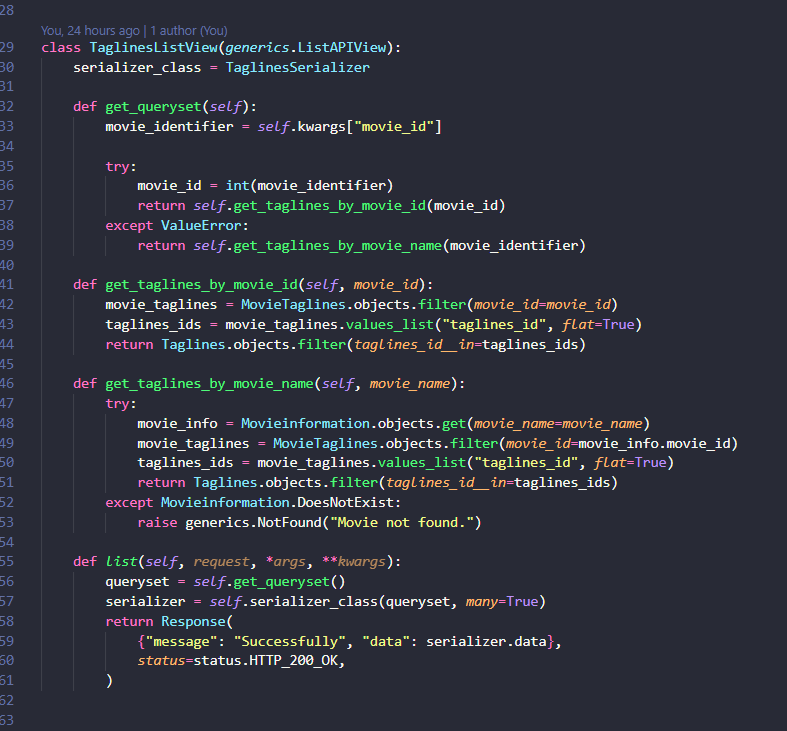 28
You, 24 hours ago | 1 author (You)
29 class TaglinesListView(generics.ListAPIView):
30     serializer_class = TaglinesSerializer
31
32     def get_queryset(self):
33         movie_identifier = self.kwargs["movie_id"]
34
35         try:
36             movie_id = int(movie_identifier)
37             return self.get_taglines_by_movie_id(movie_id)
38         except ValueError:
39             return self.get_taglines_by_movie_name(movie_identifier)
40
41     def get_taglines_by_movie_id(self, movie_id):
42         movie_taglines = MovieTaglines.objects.filter(movie_id=movie_id)
43         taglines_ids = movie_taglines.values_list("taglines_id", flat=True)
44         return Taglines.objects.filter(taglines_id__in=taglines_ids)
45
46     def get_taglines_by_movie_name(self, movie_name):
47         try:
48             movie_info = Movieinformation.objects.get(movie_name=movie_name)
49             movie_taglines = MovieTaglines.objects.filter(movie_id=movie_info.movie_id)
50             taglines_ids = movie_taglines.values_list("taglines_id", flat=True)
51             return Taglines.objects.filter(taglines_id__in=taglines_ids)
52         except Movieinformation.DoesNotExist:
53             raise generics.NotFound("Movie not found.")
54
55     def list(self, request, *args, **kwargs):
56         queryset = self.get_queryset()
57         serializer = self.serializer_class(queryset, many=True)
58         return Response(
59             {"message": "Successfully", "data": serializer.data},
60             status=status.HTTP_200_OK,
61         )
62
63